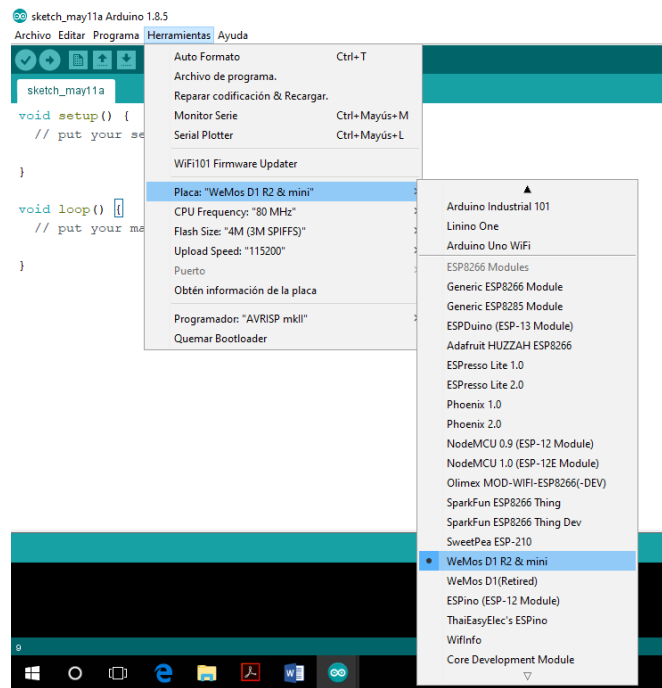 sketch_may11a Arduino 1.8.5
Archivo Editar Programa Herramientas Ayuda
sketch_may11a
void setup() {
// put your se
}
void loop() {
// put your ma
}
Auto Formato Ctrl+T
Archivo de programa.
Reparar codificación & Recargar.
Monitor Serie Ctrl+Mayús+M
Serial Plotter Ctrl+Mayús+L
WiFi101 Firmware Updater
Placa: "WeMos D1 R2 & mini"
CPU Frequency: "80 MHz"
Flash Size: "4M (3M SPIFFS)"
Upload Speed: "115200"
Puerto
Obtén información de la placa
Programador: "AVRISP mkII"
Quemar Bootloader
Arduino Industrial 101
Linino One
Arduino Uno WiFi
ESP8266 Modules
Generic ESP8266 Module
Generic ESP8285 Module
ESPDuino (ESP-13 Module)
Adafruit HUZZAH ESP8266
ESPresso Lite 1.0
ESPresso Lite 2.0
Phoenix 1.0
Phoenix 2.0
NodeMCU 0.9 (ESP-12 Module)
NodeMCU 1.0 (ESP-12E Module)
Olimex MOD-WIFI-ESP8266(-DEV)
SparkFun ESP8266 Thing
SparkFun ESP8266 Thing Dev
SweetPea ESP-210
WeMos D1 R2 & mini
WeMos D1(Retired)
ESPino (ESP-12 Module)
ThaiEasyElec's ESPino
WifInfo
Core Development Module
9